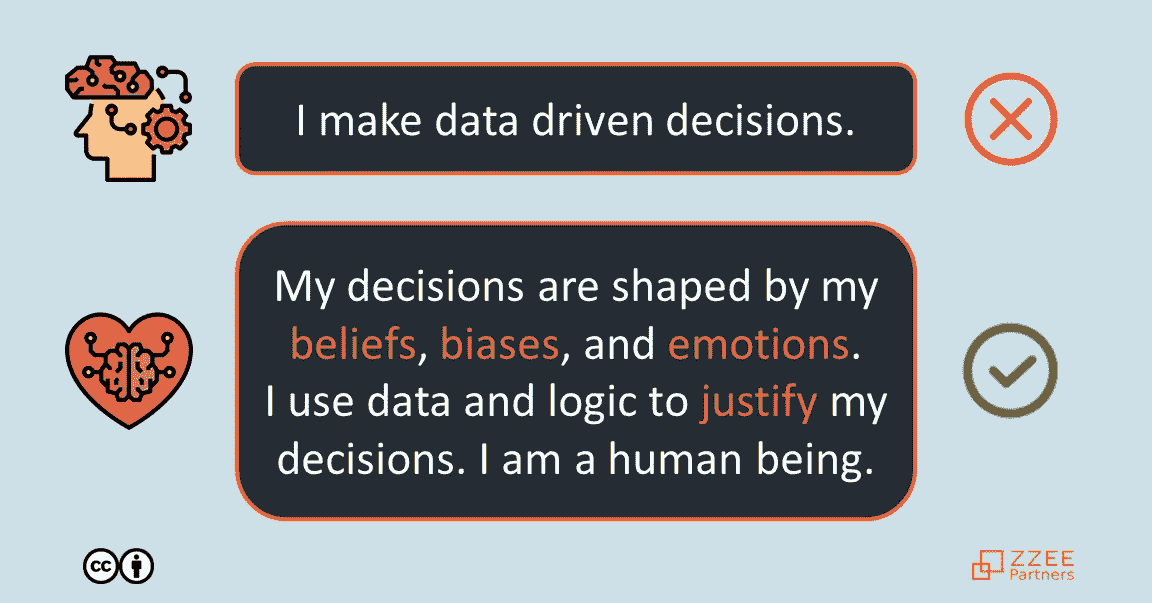 I make data driven decisions.
My decisions are shaped by my
beliefs, biases, and emotions.
I use data and logic to justify my
decisions. I am a human being.
cc
ZZEE
Partners